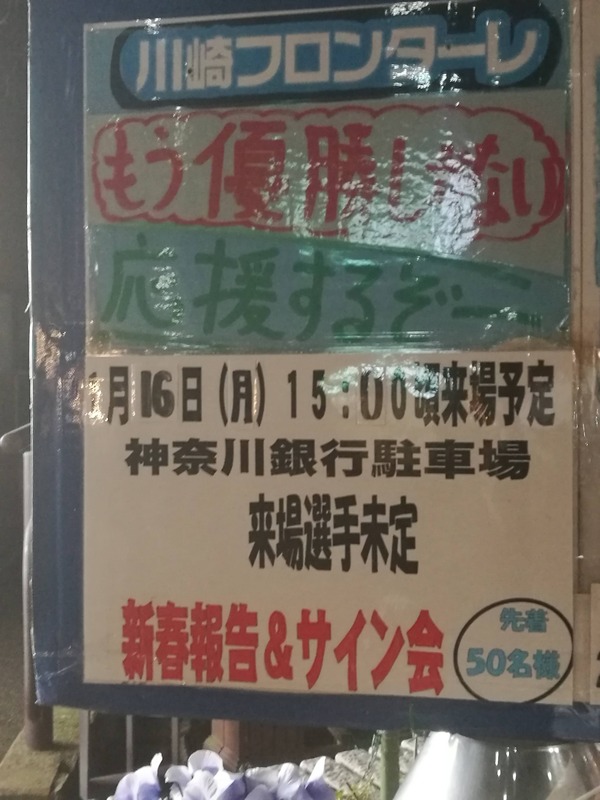 川崎フロンターレ
もう優勝しかない
応援するぞー!!!
1月16日(月)15:00頃来場予定
神奈川銀行駐車場
来場選手未定
新春報告&サイン会
先着
50名様